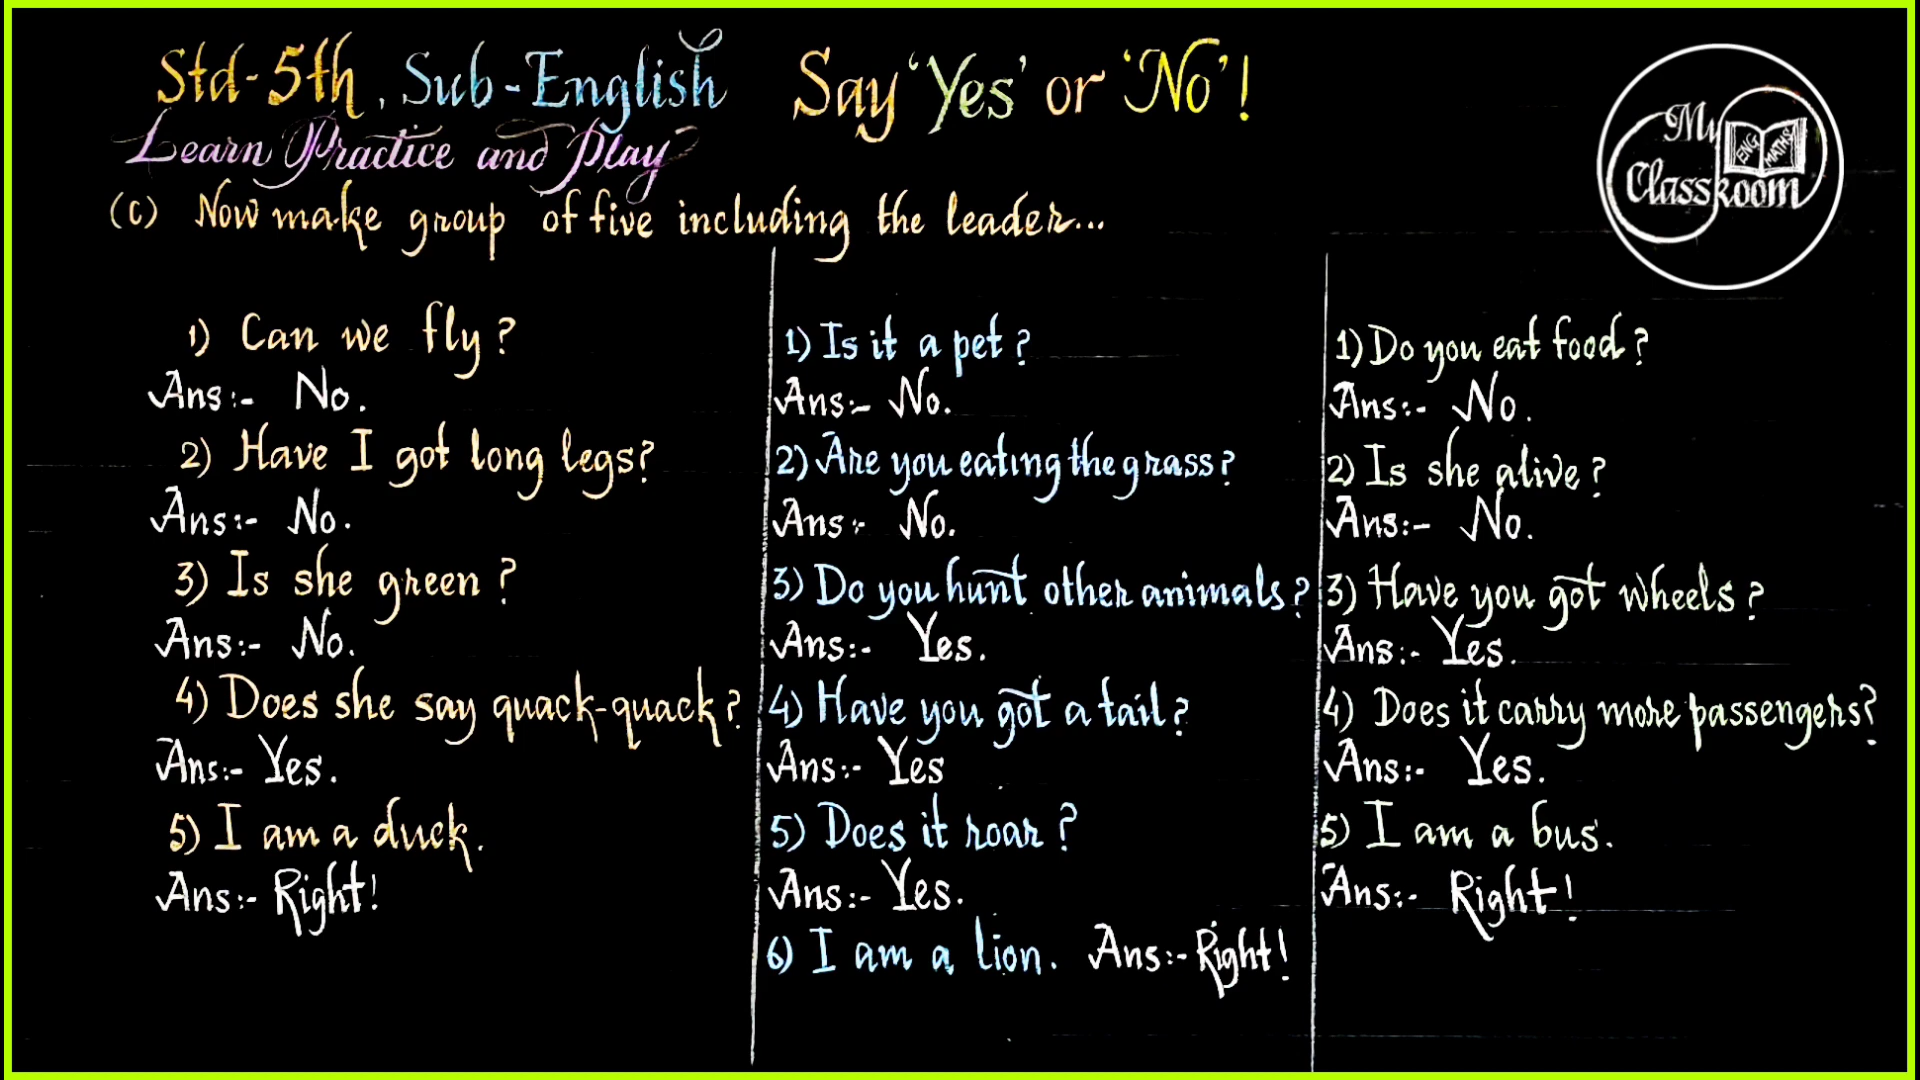 Std-5th, Sub-English
Say 'Yes' or 'No'!
Learn Practice and Play
(C) Now make group of five including the leader...
My
ClassRoom
ENG
MATHS
1) Can we fly?
Ans:- No.
2) Have I got long legs?
Ans:- No.
3) Is she green?
Ans:- No.
4) Does she say quack-quack?
Ans:- Yes.
5) I am a duck.
Ans:- Right!
1) Is it a pet?
Ans:- No.
2) Are you eating the grass?
Ans:- No.
3) Do you hunt other animals?
Ans:- Yes.
4) Have you got a tail?
Ans:- Yes
5) Does it roar?
Ans:- Yes.
6) I am a lion. Ans:- Right!
1) Do you eat food?
Ans:- No.
2) Is she alive?
Ans:- No.
3) Have you got wheels?
Ans:- Yes.
4) Does it carry more passengers?
Ans:- Yes.
5) I am a bus.
Ans:- Right!